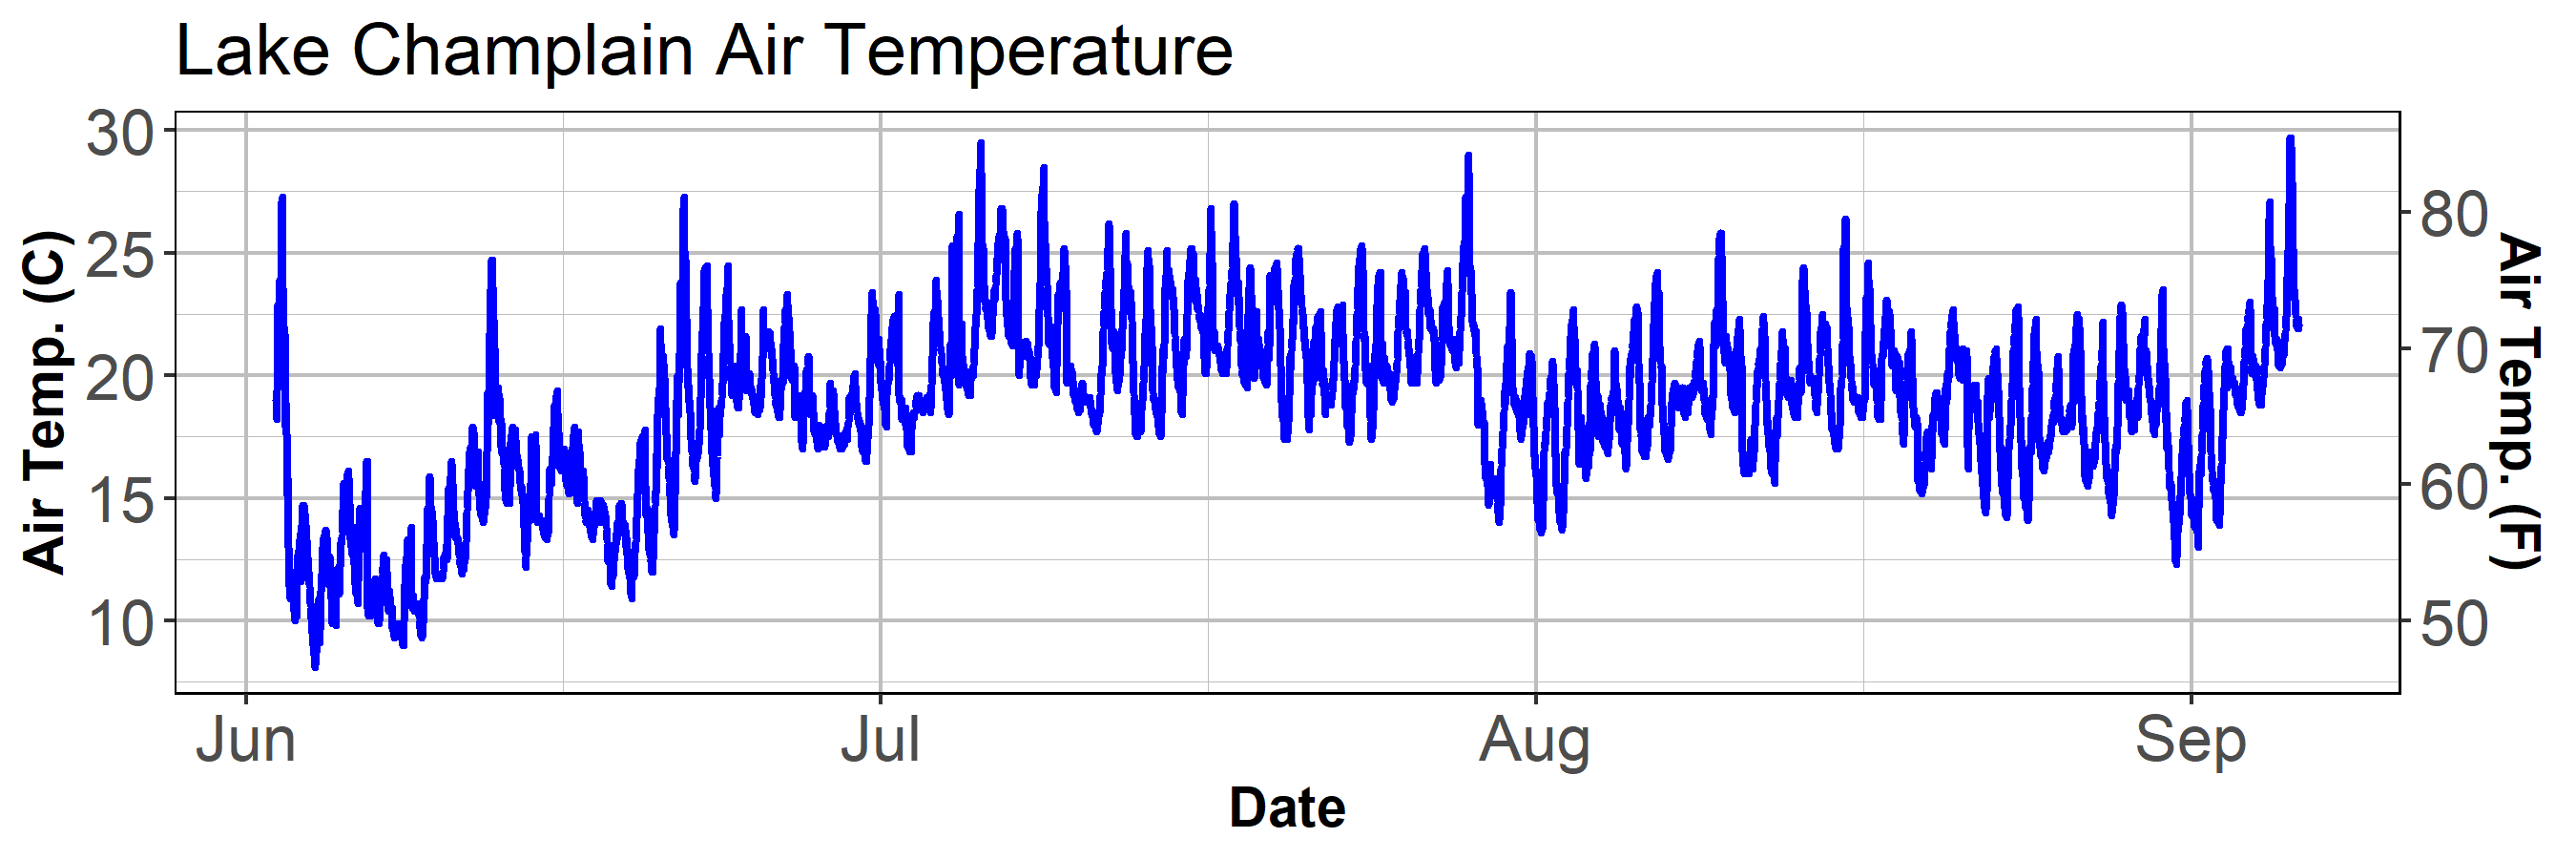 Lake Champlain Air Temperature
Air Temp. (C)
30
25
20
15
10
80
70
60
50
Air Temp. (F)
Jun Jul Aug Sep
Date